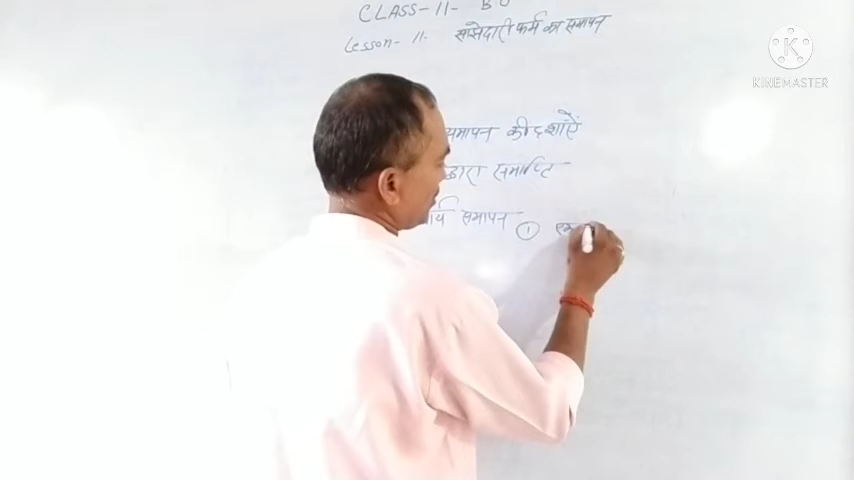 CLASS-11- B O
Lesson- 11. साझेदारी फर्म का समापन
समापन की दशाएँ
द्वारा समाप्ति
समापन ①
KINEMASTER